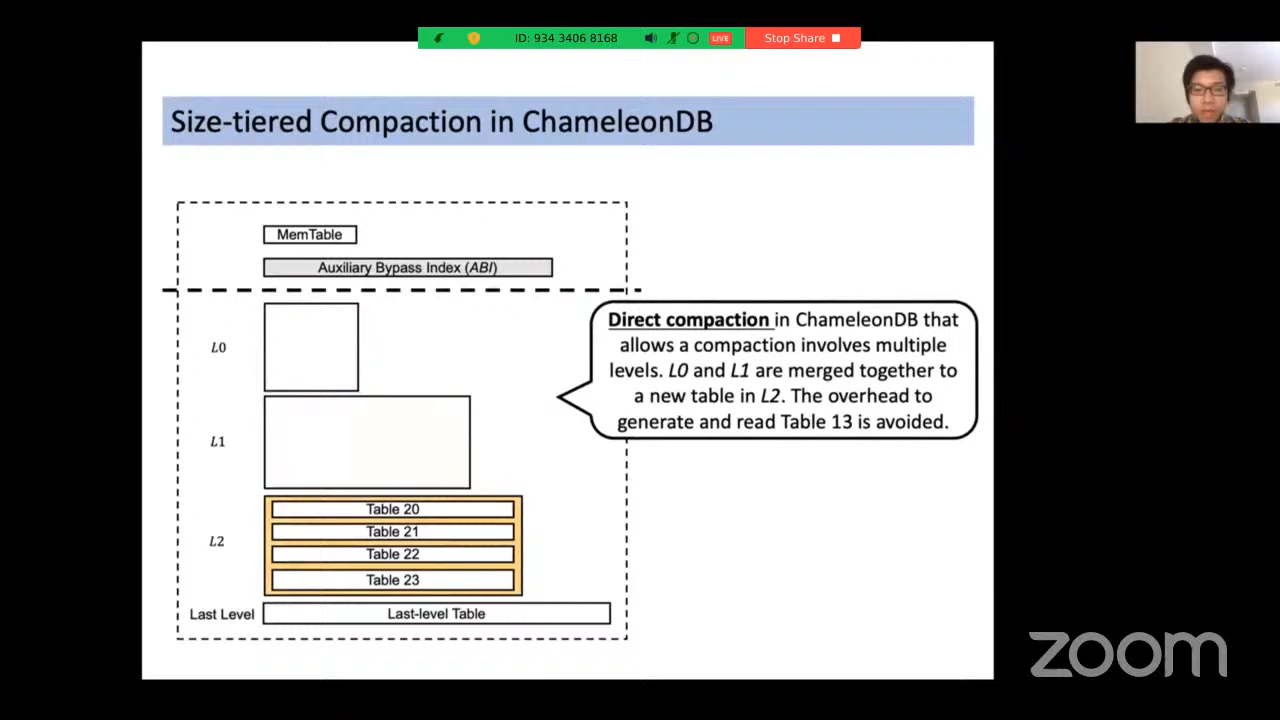 ID: 934 3406 8168
LIVE
Stop Share
Size-tiered Compaction in ChameleonDB
MemTable
Auxiliary Bypass Index (ABI)
L0
L1
L2
Table 20
Table 21
Table 22
Table 23
Last Level
Last-level Table
Direct compaction in ChameleonDB that
allows a compaction involves multiple
levels. L0 and L1 are merged together to
a new table in L2. The overhead to
generate and read Table 13 is avoided.
zoom